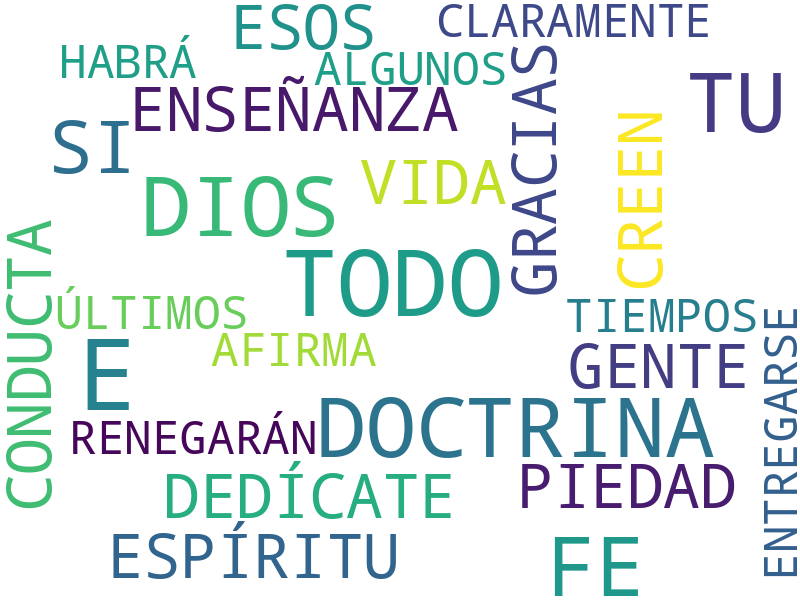 ESOS
CLARAMENTE
HABRÁ
ALGUNOS
TU
ENSEÑANZA
GRACIAS
SI
CREEN
VIDA
DIOS
TODO
CONDUCTA
ÚLTIMOS
TIEMPOS
AFIRMA
E
GENTE
ENTREGARSE
DOCTRINA
RENEGARÁN
PIEDAD
DEDÍCATE
ESPÍRITU
FE